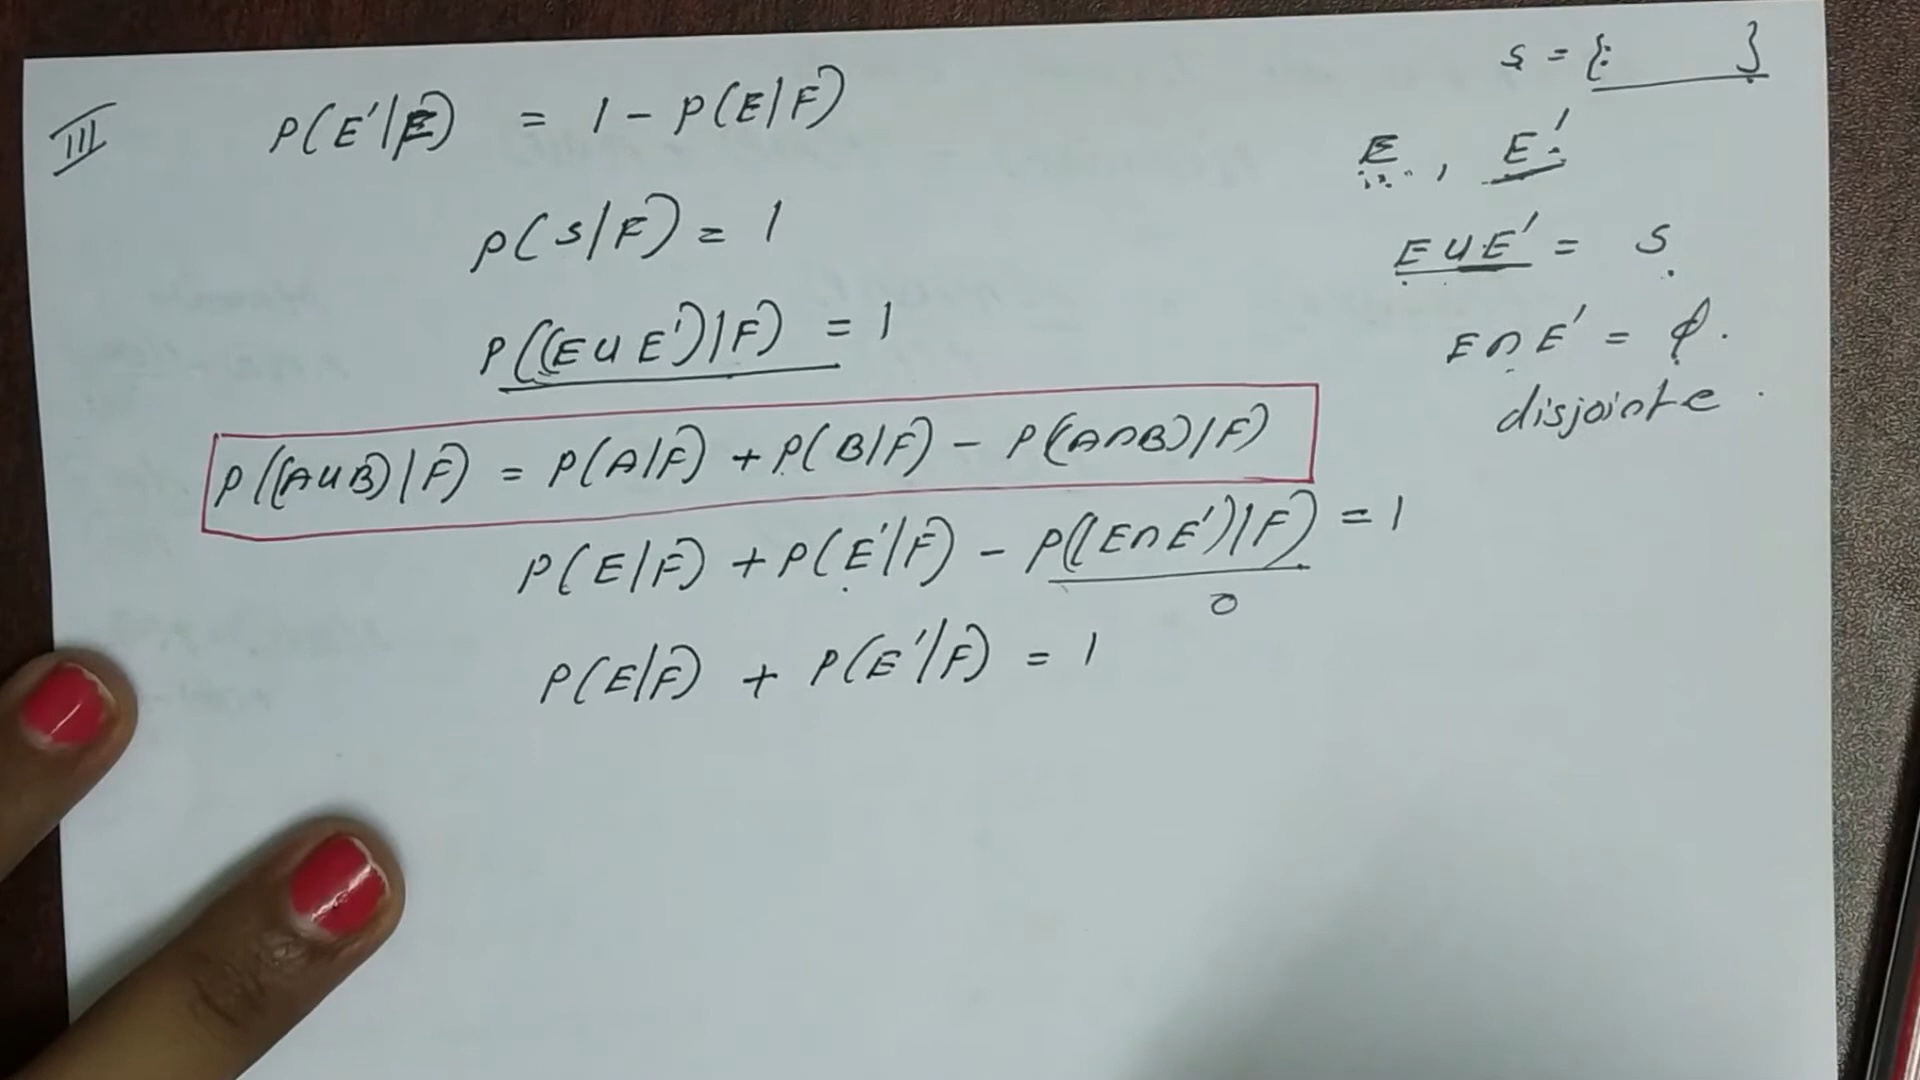 III P(E'|F) = 1 - P(E|F)
P(S|F) = 1
P((E∪E')|F) = 1
P((A∪B)|F) = P(A|F) + P(B|F) - P((A∩B)|F)
P(E|F) + P(E'|F) - P((E∩E')|F) = 1
0
P(E|F) + P(E'|F) = 1
S = { }
E , E'
E∪E' = S
E∩E' = ϕ.
disjointe.